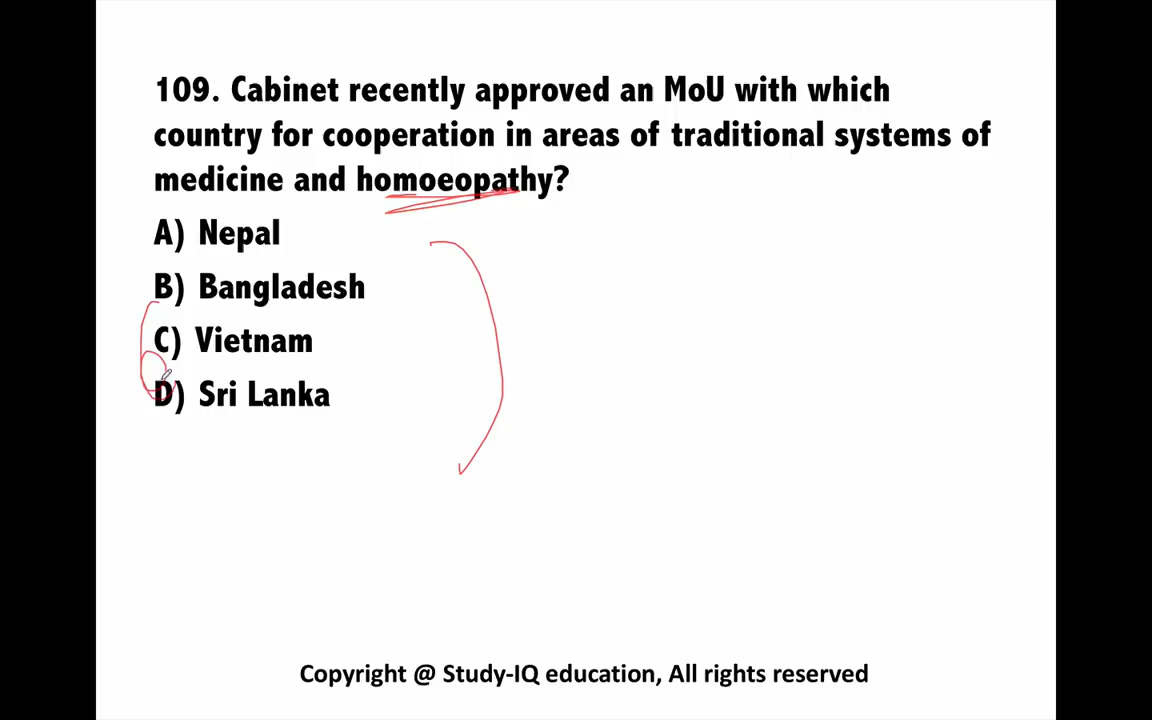 109. Cabinet recently approved an MoU with which
country for cooperation in areas of traditional systems of
medicine and homoeopathy?
A) Nepal
B) Bangladesh
C) Vietnam
D) Sri Lanka
Copyright @ Study-IQ education, All rights reserved